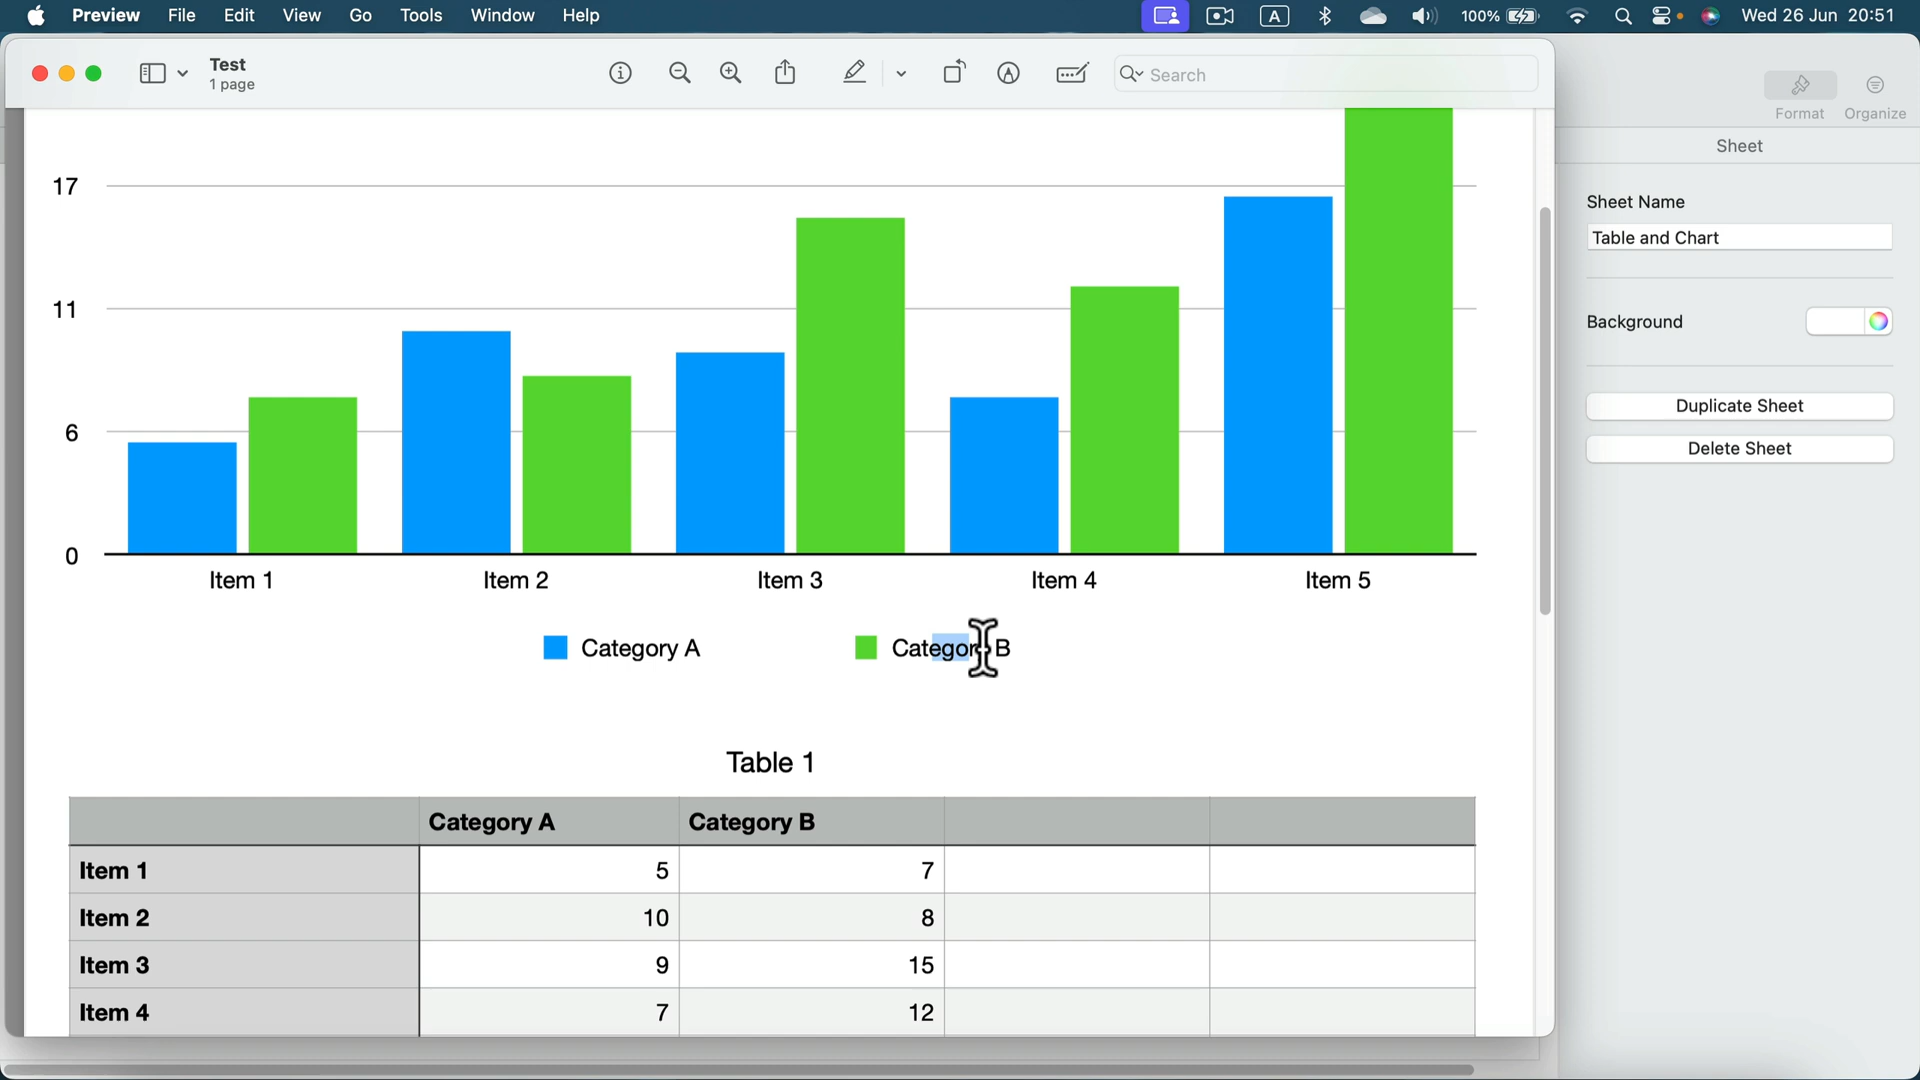 Preview File Edit View Go Tools Window Help A 100% Wed 26 Jun 20:51
Test
1 page
Search
Format Organize
Sheet
Sheet Name
Table and Chart
Background
Duplicate Sheet
Delete Sheet
17
11
6
0
Item 1 Item 2 Item 3 Item 4 Item 5
Category A Category B
Table 1
Category A Category B
Item 1 5 7
Item 2 10 8
Item 3 9 15
Item 4 7 12